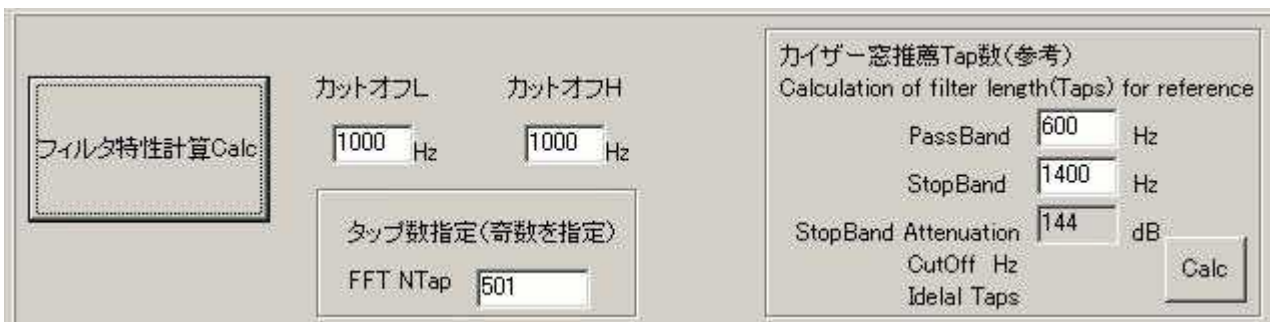 フィルタ特性計算Calc
カットオフL カットオフH
1000 Hz 1000 Hz
タップ数指定(奇数を指定)
FFT NTap 501
カイザー窓推薦Tap数(参考)
Calculation of filter length(Taps) for reference
PassBand 600 Hz
StopBand 1400 Hz
StopBand Attenuation 144 dB
CutOff Hz
Idelal Taps
Calc